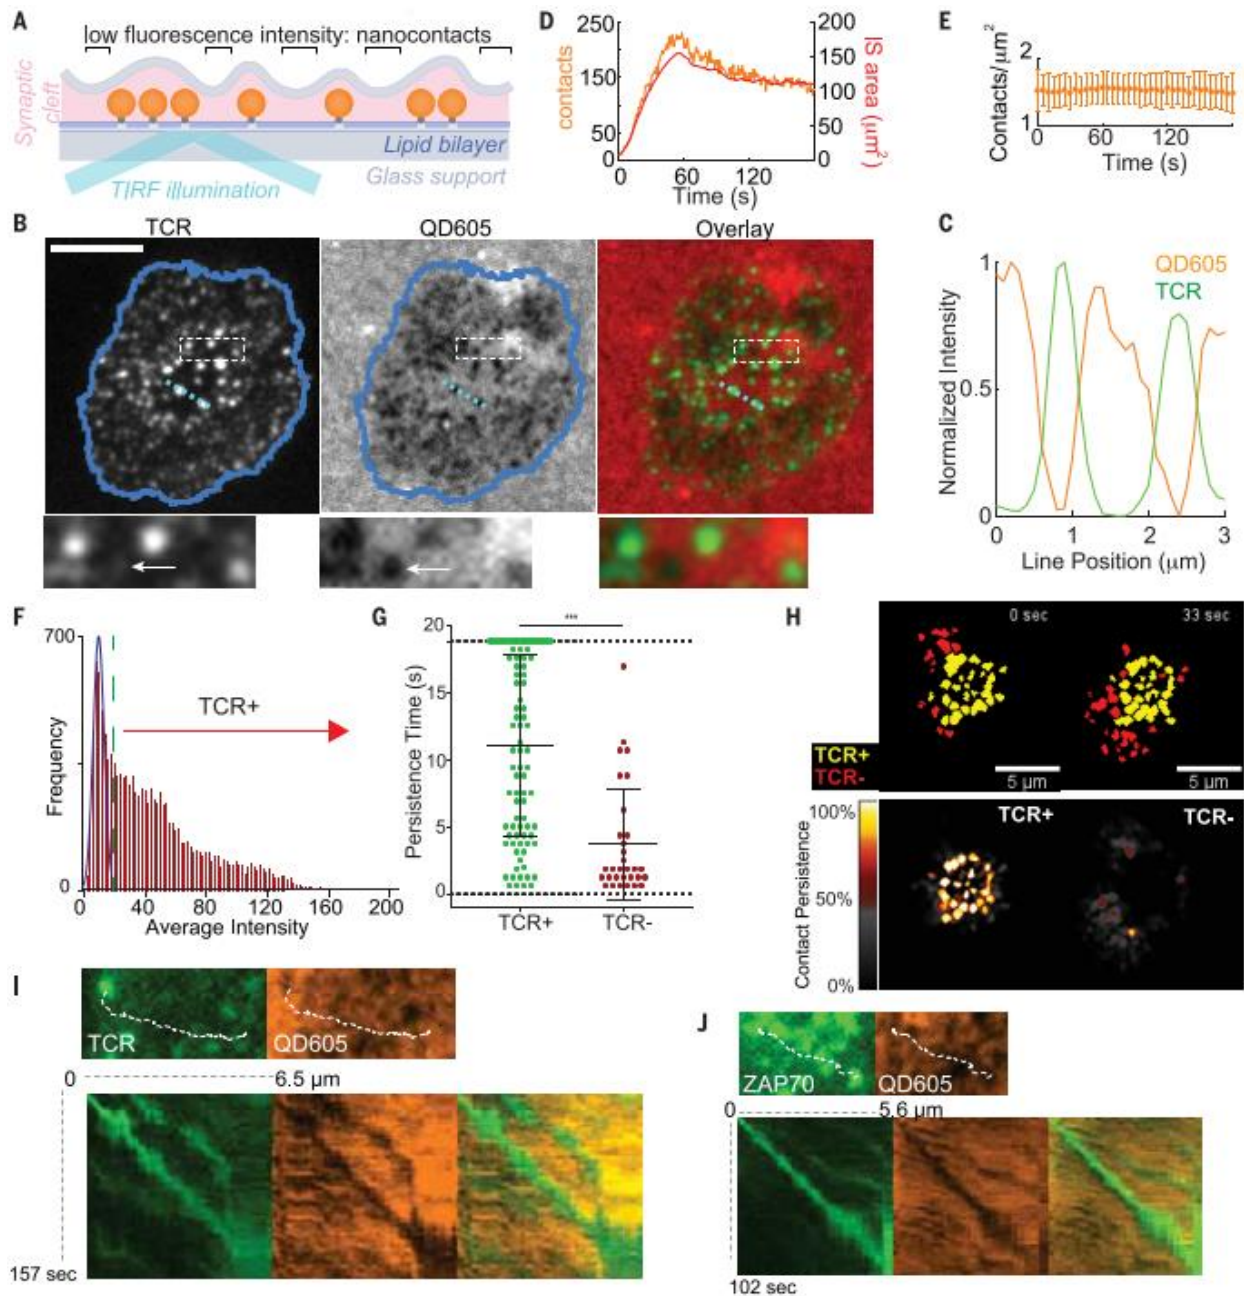 A
low fluorescence intensity: nanocontacts
Synaptic
cleft
Lipid bilayer
TIRF illumination
Glass support
D
250
150
50
0
contacts
200
150
100
50
0
IS area (μm²)
0 60 120
Time (s)
E
2
1
Contacts/μm²
0 60 120
Time (s)
B
TCR
QD605
Overlay
C
QD605
TCR
1
0.5
0
Normalized Intensity
0 1 2 3
Line Position (μm)
F
700
0
Frequency
TCR+
0 40 80 120 160 200
Average Intensity
G
***
20
15
10
5
0
Persistence Time (s)
TCR+ TCR-
H
0 sec
33 sec
TCR+
TCR-
5 μm
5 μm
100%
50%
0%
Contact Persistence
TCR+
TCR-
I
TCR
QD605
0
6.5 μm
157 sec
J
ZAP70
QD605
0
5.6 μm
102 sec